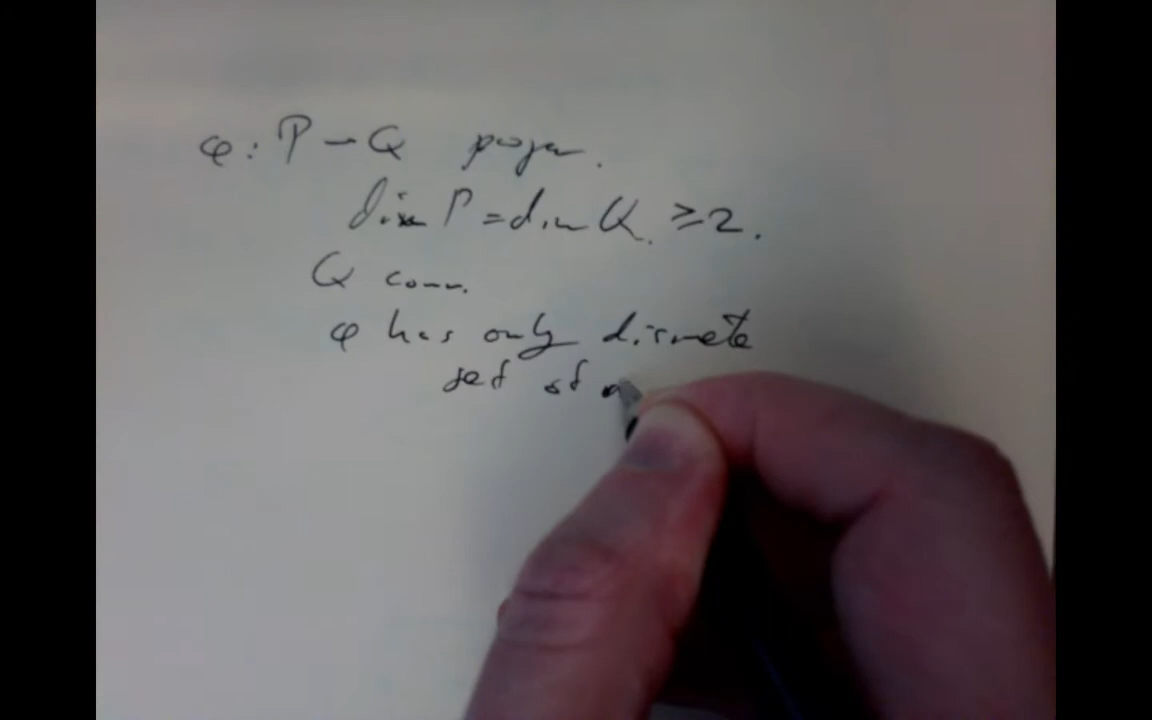 φ: P → Q proper.
dim P = dim Q. ≥ 2.
Q conn.
φ has only discrete
set of